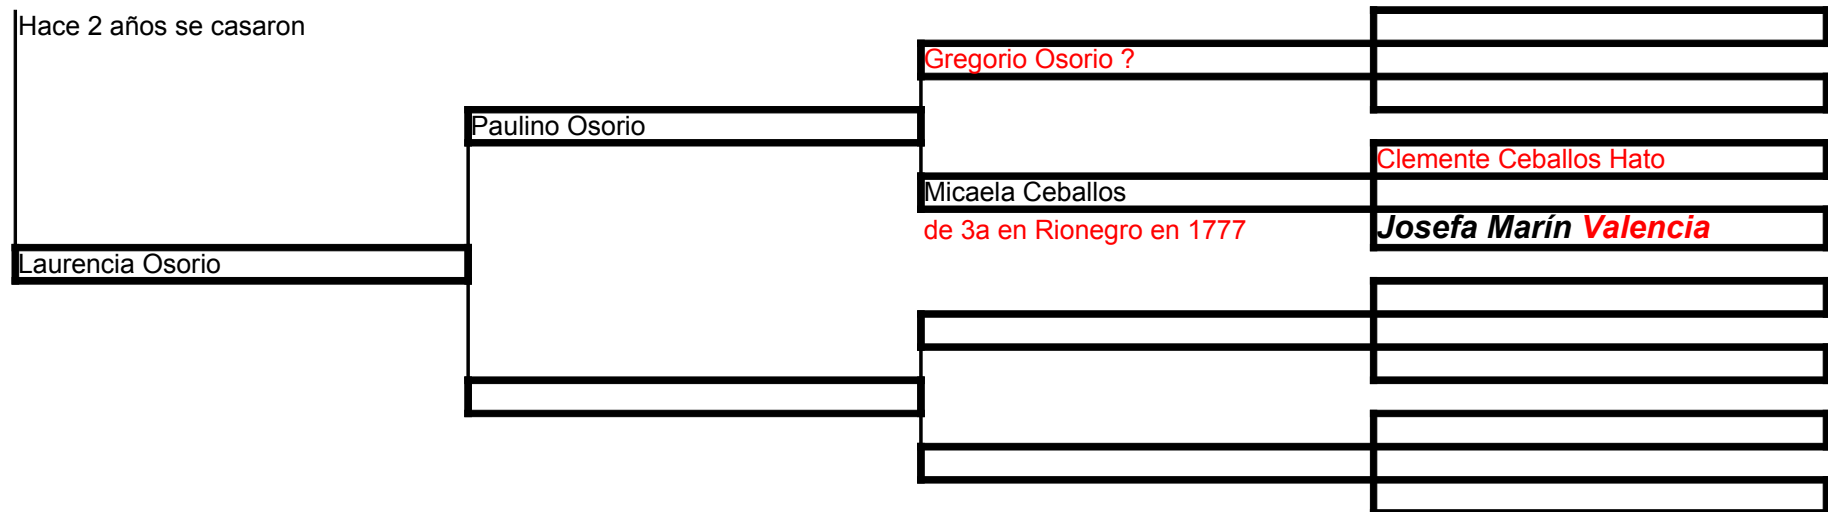 Hace 2 años se casaron
Gregorio Osorio ?
Paulino Osorio
Clemente Ceballos Hato
Micaela Ceballos
de 3a en Rionegro en 1777
Josefa Marín Valencia
Laurencia Osorio